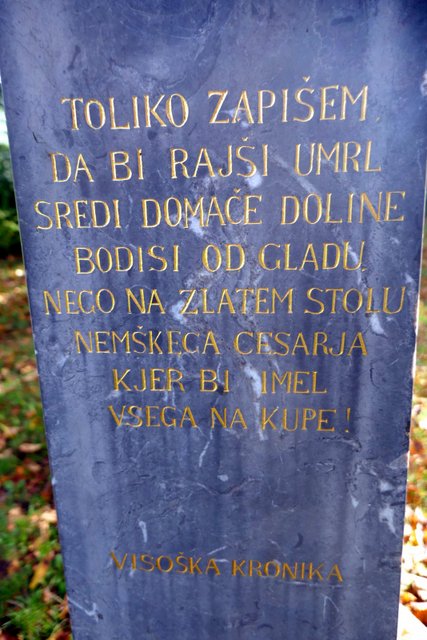 TOLIKO ZAPIŠEM,
DA BI RAJŠI UMRL
SREDI DOMAČE DOLINE
BODISI OD GLADU,
NEGO NA ZLATEM STOLU
NEMŠKEGA CESARJA
KJER BI IMEL
VSEGA NA KUPE!
VISOŠKA KRONIKA